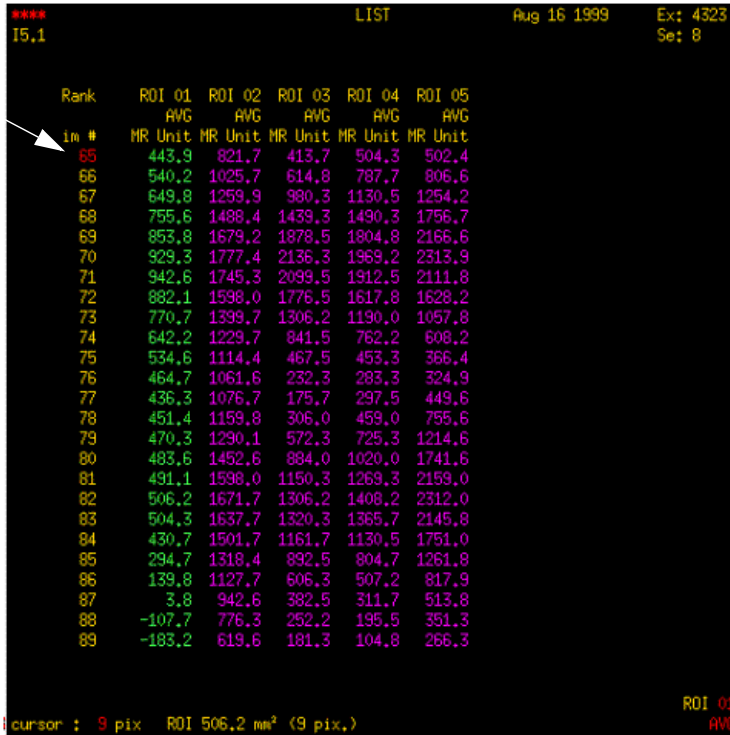 **** LIST Aug 16 1999 Ex: 4323
I5.1 Se: 8
Rank ROI 01 ROI 02 ROI 03 ROI 04 ROI 05
AVG AVG AVG AVG AVG
im # MR Unit MR Unit MR Unit MR Unit MR Unit
65 443.9 821.7 413.7 504.3 502.4
66 540.2 1025.7 614.8 787.7 806.6
67 649.8 1259.9 980.3 1130.5 1254.2
68 755.6 1488.4 1439.3 1490.3 1756.7
69 853.8 1679.2 1878.5 1804.8 2166.6
70 929.3 1777.4 2136.3 1969.2 2313.9
71 942.6 1745.3 2099.5 1912.5 2111.8
72 882.1 1598.0 1776.5 1617.8 1628.2
73 770.7 1399.7 1306.2 1190.0 1057.8
74 642.2 1229.7 841.5 762.2 608.2
75 534.6 1114.4 467.5 453.3 366.4
76 464.7 1061.6 232.3 283.3 324.9
77 436.3 1076.7 175.7 297.5 449.6
78 451.4 1159.8 306.0 459.0 755.6
79 470.3 1290.1 572.3 725.3 1214.6
80 483.6 1452.6 884.0 1020.0 1741.6
81 491.1 1598.0 1150.3 1269.3 2159.0
82 506.2 1671.7 1306.2 1408.2 2312.0
83 504.3 1637.7 1320.3 1365.7 2145.8
84 430.7 1501.7 1161.7 1130.5 1751.0
85 294.7 1318.4 892.5 804.7 1261.8
86 139.8 1127.7 606.3 507.2 817.9
87 3.8 942.6 382.5 311.7 513.8
88 -107.7 776.3 252.2 195.5 351.3
89 -183.2 619.6 181.3 104.8 266.3
ROI 01
cursor : 9 pix ROI 506.2 mm² (9 pix.) AVG